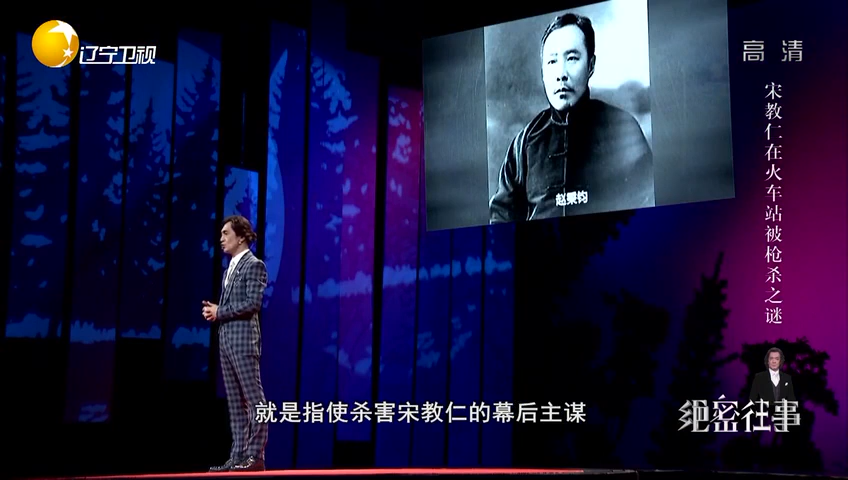 辽宁卫视
高清
赵秉钧
宋教仁在火车站被枪杀之谜
就是指使杀害宋教仁的幕后主谋
绝密往事